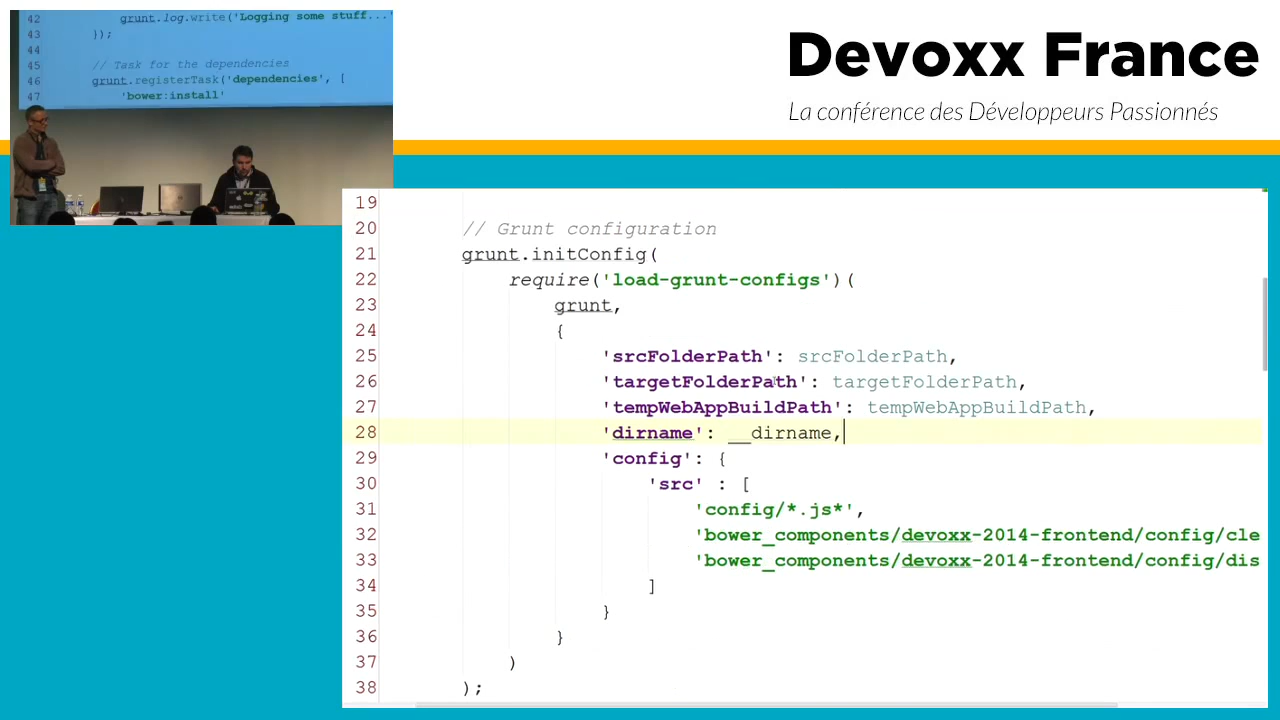 42 grunt.log.write('Logging some stuff...'
43 });
44
45 // Task for the dependencies
46 grunt.registerTask('dependencies', [
47 'bower:install'
Devoxx France
La conférence des Développeurs Passionnés
19
20 // Grunt configuration
21 grunt.initConfig(
22 require('load-grunt-configs')(
23 grunt,
24 {
25 'srcFolderPath': srcFolderPath,
26 'targetFolderPath': targetFolderPath,
27 'tempWebAppBuildPath': tempWebAppBuildPath,
28 'dirname': __dirname,
29 'config': {
30 'src' : [
31 'config/*.js*',
32 'bower_components/devoxx-2014-frontend/config/cle
33 'bower_components/devoxx-2014-frontend/config/dis
34 ]
35 }
36 }
37 )
38 );